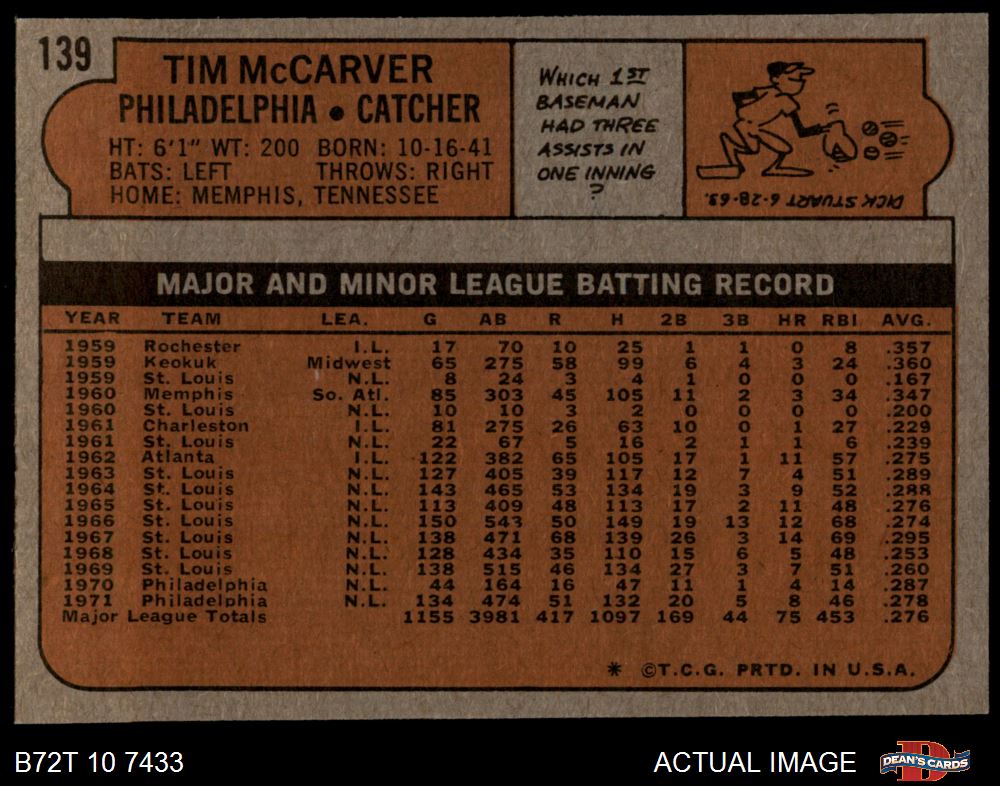 139
TIM McCARVER
PHILADELPHIA • CATCHER
HT: 6'1" WT: 200 BORN: 10-16-41
BATS: LEFT THROWS: RIGHT
HOME: MEMPHIS, TENNESSEE
WHICH 1ST
BASEMAN
HAD THREE
ASSISTS IN
ONE INNING
?
DICK STUART 6-28-63.
MAJOR AND MINOR LEAGUE BATTING RECORD
YEAR TEAM LEA. G AB R H 2B 3B HR RBI AVG.
1959 Rochester I.L. 17 70 10 25 1 1 0 8 .357
1959 Keokuk Midwest 65 275 58 99 6 4 3 24 .360
1959 St. Louis N.L. 8 24 3 4 1 0 0 0 .167
1960 Memphis So. Atl. 85 303 45 105 11 2 3 34 .347
1960 St. Louis N.L. 10 10 3 2 0 0 0 0 .200
1961 Charleston I.L. 81 275 26 63 10 0 1 27 .229
1961 St. Louis N.L. 22 67 5 16 2 1 1 6 .239
1962 Atlanta I.L. 122 382 65 105 17 1 11 57 .275
1963 St. Louis N.L. 127 405 39 117 12 7 4 51 .289
1964 St. Louis N.L. 143 465 53 134 19 3 9 52 .288
1965 St. Louis N.L. 113 409 48 113 17 2 11 48 .276
1966 St. Louis N.L. 150 543 50 149 19 13 12 68 .274
1967 St. Louis N.L. 138 471 68 139 26 3 14 69 .295
1968 St. Louis N.L. 128 434 35 110 15 6 5 48 .253
1969 St. Louis N.L. 138 515 46 134 27 3 7 51 .260
1970 Philadelphia N.L. 44 164 16 47 11 1 4 14 .287
1971 Philadelphia N.L. 134 474 51 132 20 5 8 46 .278
Major League Totals 1155 3981 417 1097 169 44 75 453 .276
* ©T.C.G. PRTD. IN U.S.A.
B72T 10 7433 ACTUAL IMAGE DEAN'S CARDS